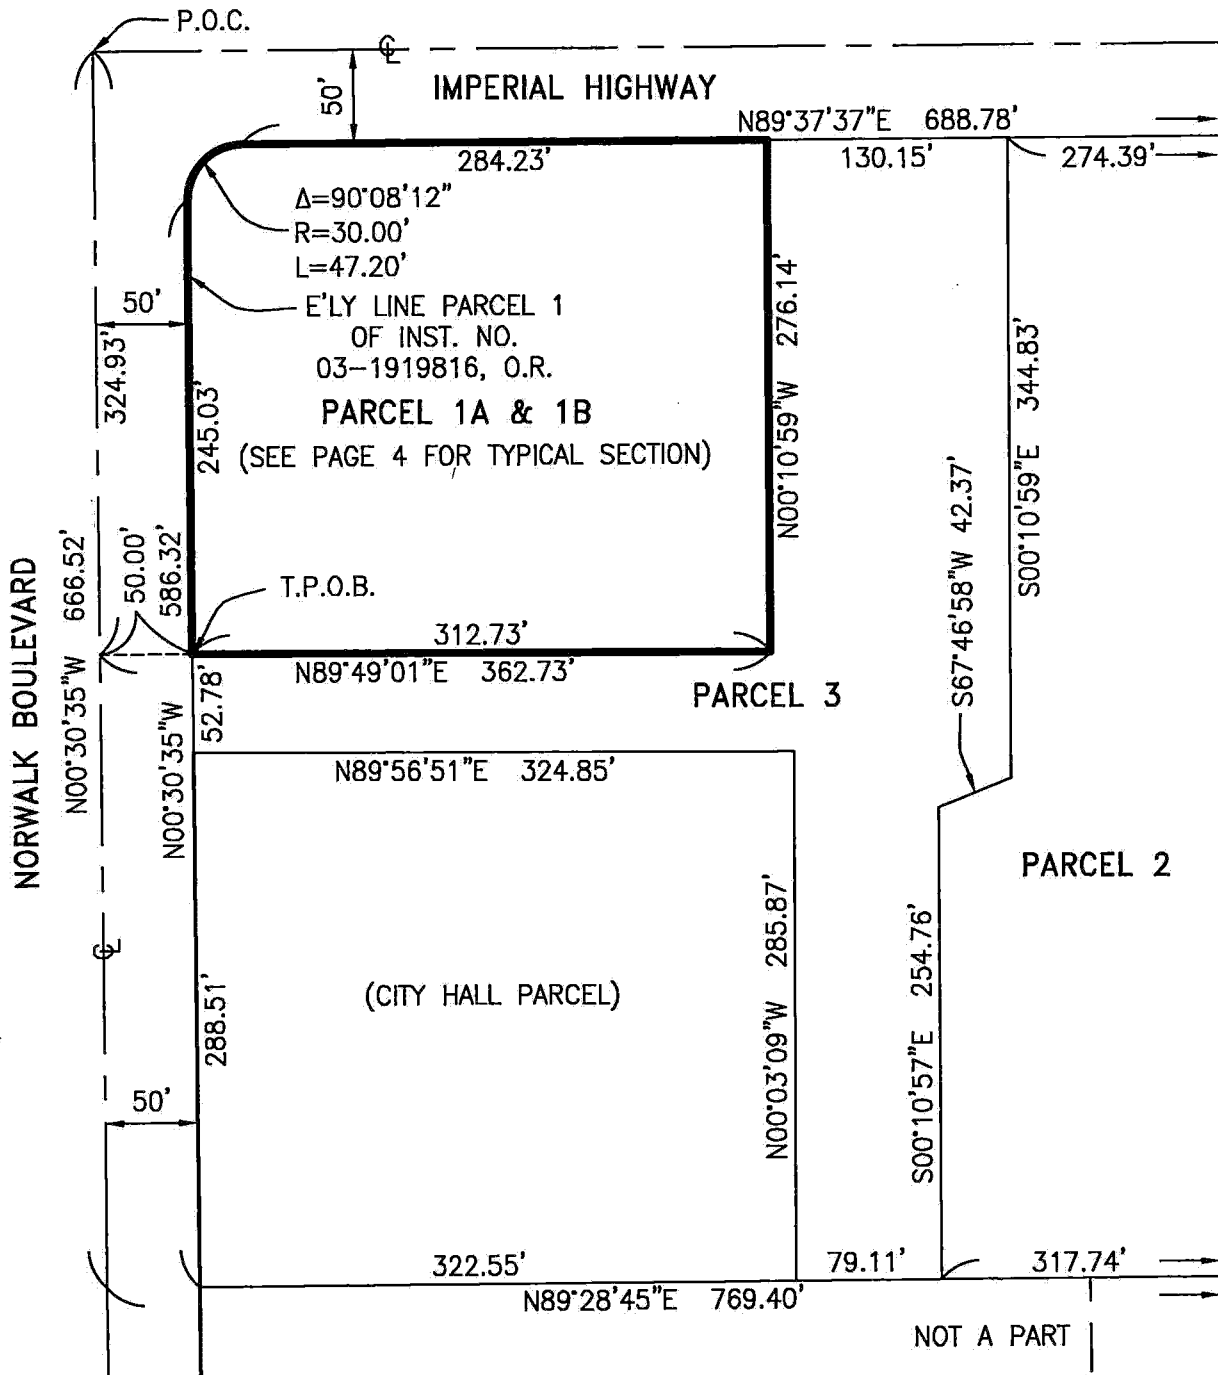 P.O.C.
℄
50'
IMPERIAL HIGHWAY
N89°37'37"E 688.78'
284.23'
130.15'
274.39'
Δ=90°08'12"
R=30.00'
L=47.20'
50'
E'LY LINE PARCEL 1
OF INST. NO.
03-1919816, O.R.
324.93'
245.03'
PARCEL 1A & 1B
(SEE PAGE 4 FOR TYPICAL SECTION)
N00°10'59"W 276.14'
S00°10'59"E 344.83'
S67°46'58"W 42.37'
NORWALK BOULEVARD
N00°30'35"W 666.52'
50.00'
586.32'
T.P.O.B.
312.73'
N89°49'01"E 362.73'
PARCEL 3
N00°30'35"W
52.78'
N89°56'51"E 324.85'
PARCEL 2
℄
288.51'
(CITY HALL PARCEL)
N00°03'09"W 285.87'
S00°10'57"E 254.76'
50'
322.55'
79.11'
317.74'
N89°28'45"E 769.40'
NOT A PART